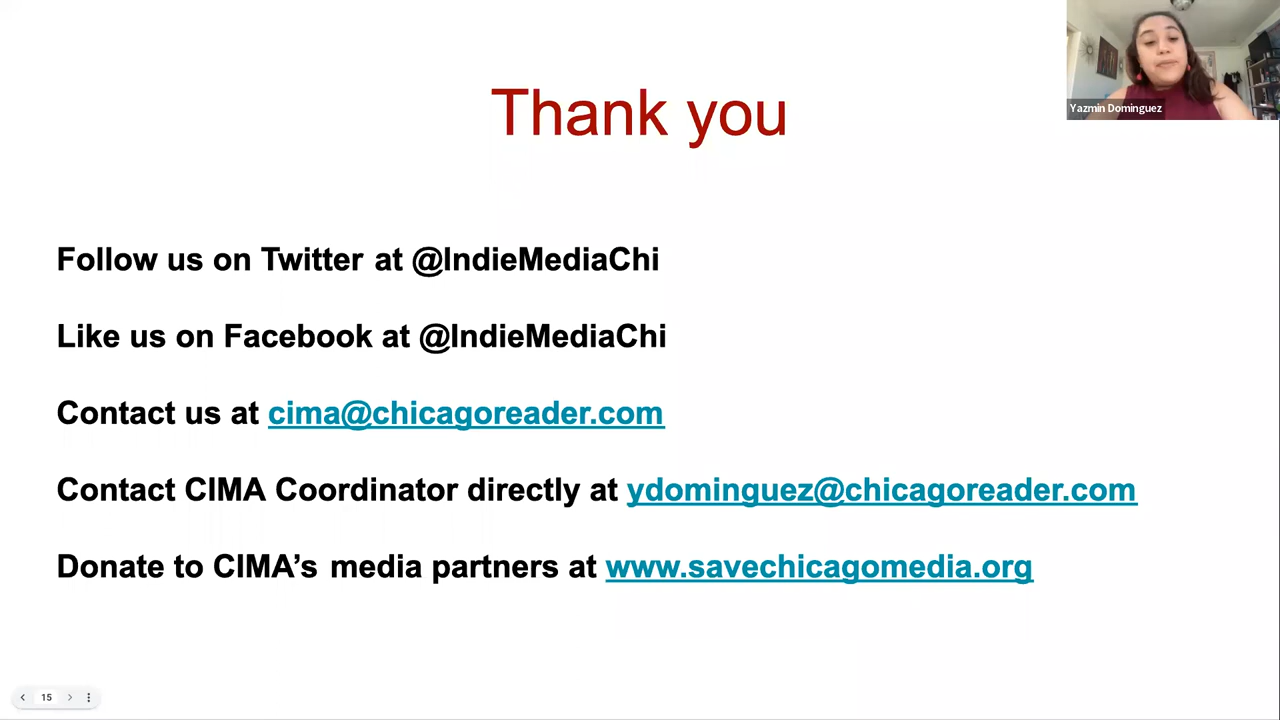 Thank you
Yazmin Dominguez
Follow us on Twitter at @IndieMediaChi
Like us on Facebook at @IndieMediaChi
Contact us at cima@chicagoreader.com
Contact CIMA Coordinator directly at ydominguez@chicagoreader.com
Donate to CIMA’s media partners at www.savechicagomedia.org
15